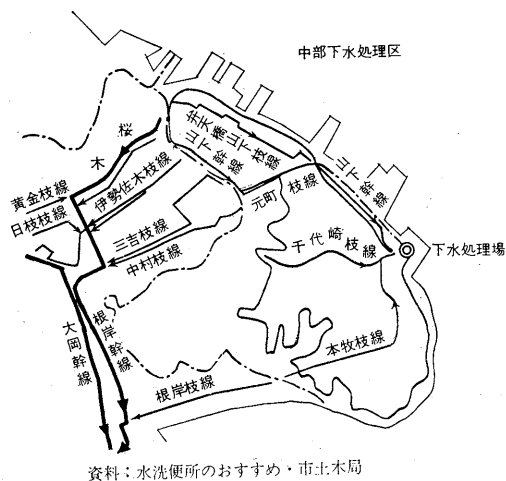 中部下水処理区
弁天橋山下枝線
山下幹線
山下幹線
桜木
黄金枝線
伊勢佐木枝線
日枝枝線
元町枝線
三吉枝線
千代崎枝線
下水処理場
中村枝線
大岡幹線
根岸幹線
本牧枝線
根岸枝線
資料：水洗便所のおすすめ・市土木局